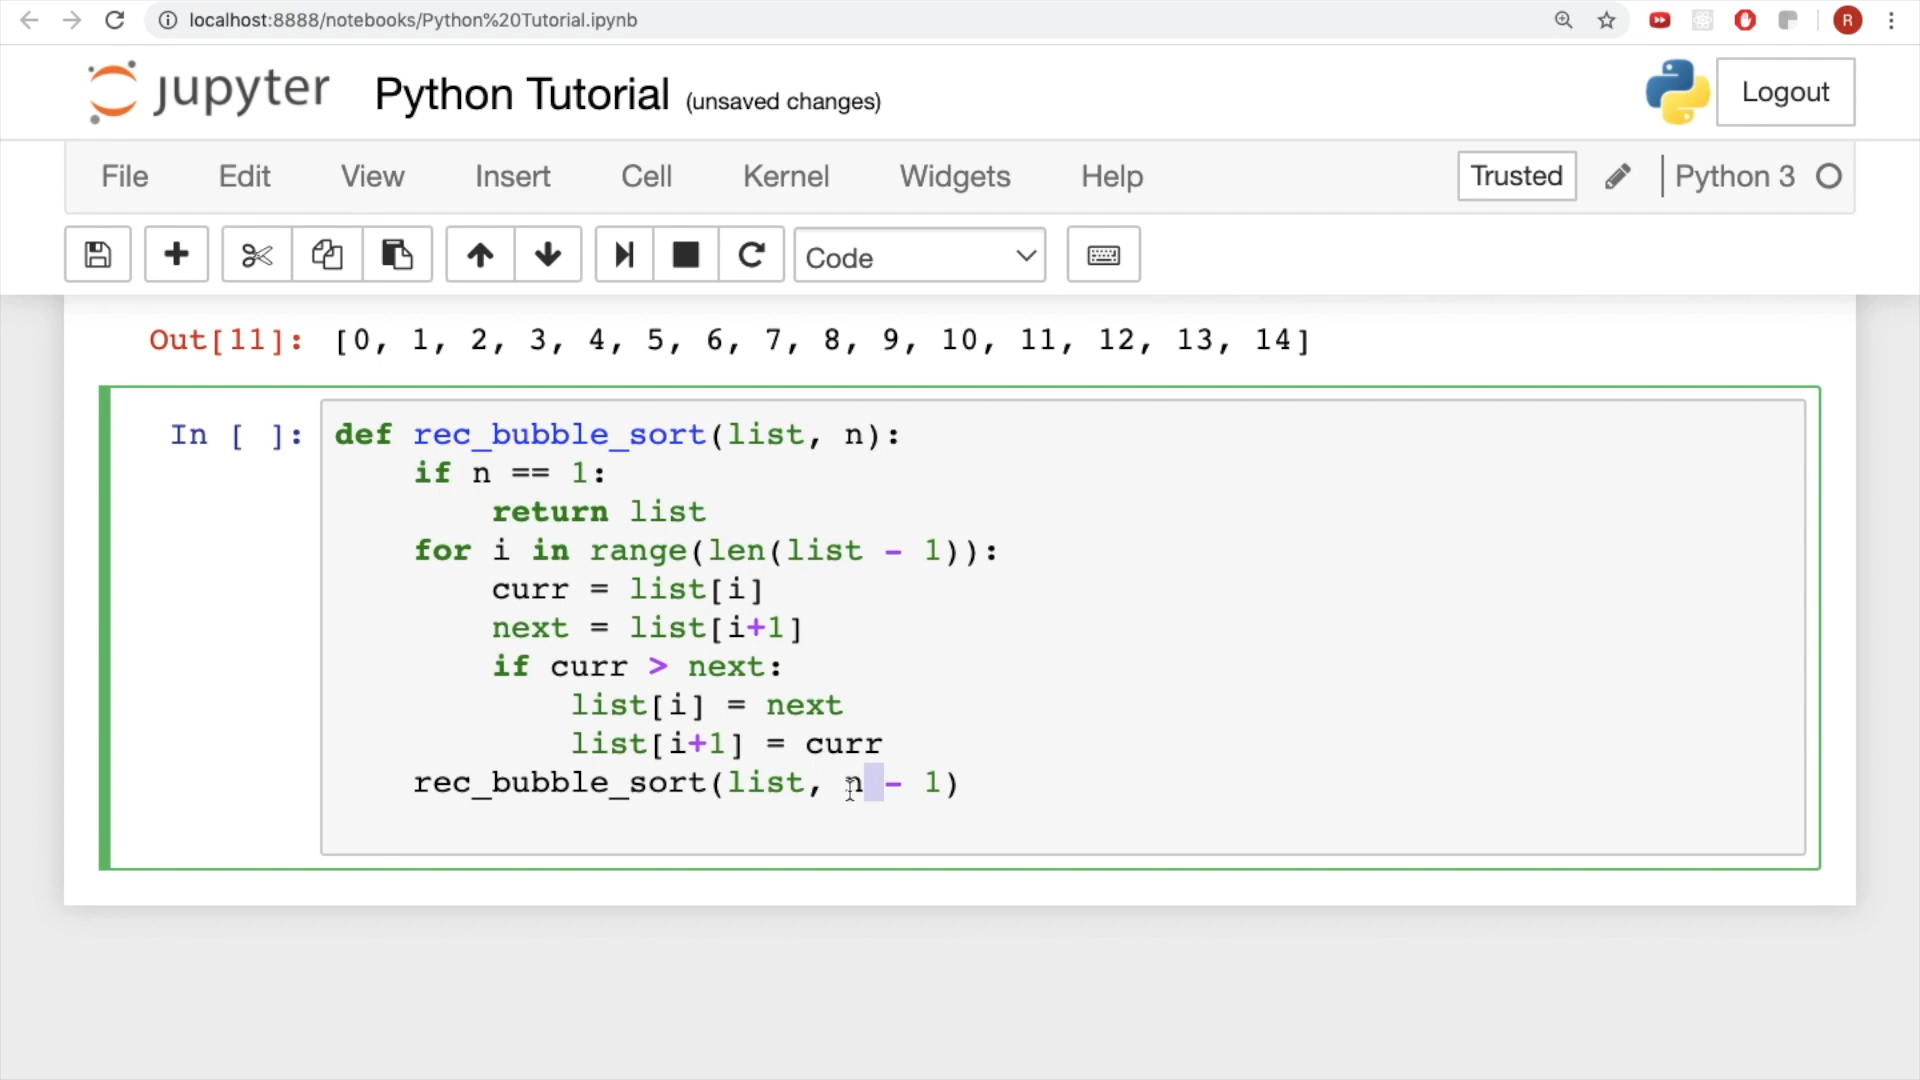 localhost:8888/notebooks/Python%20Tutorial.ipynb
R
jupyter Python Tutorial (unsaved changes)
Logout
File Edit View Insert Cell Kernel Widgets Help
Trusted Python 3
Code
Out[11]: [0, 1, 2, 3, 4, 5, 6, 7, 8, 9, 10, 11, 12, 13, 14]
In [ ]: def rec_bubble_sort(list, n):
    if n == 1:
        return list
    for i in range(len(list - 1)):
        curr = list[i]
        next = list[i+1]
        if curr > next:
            list[i] = next
            list[i+1] = curr
    rec_bubble_sort(list, n - 1)